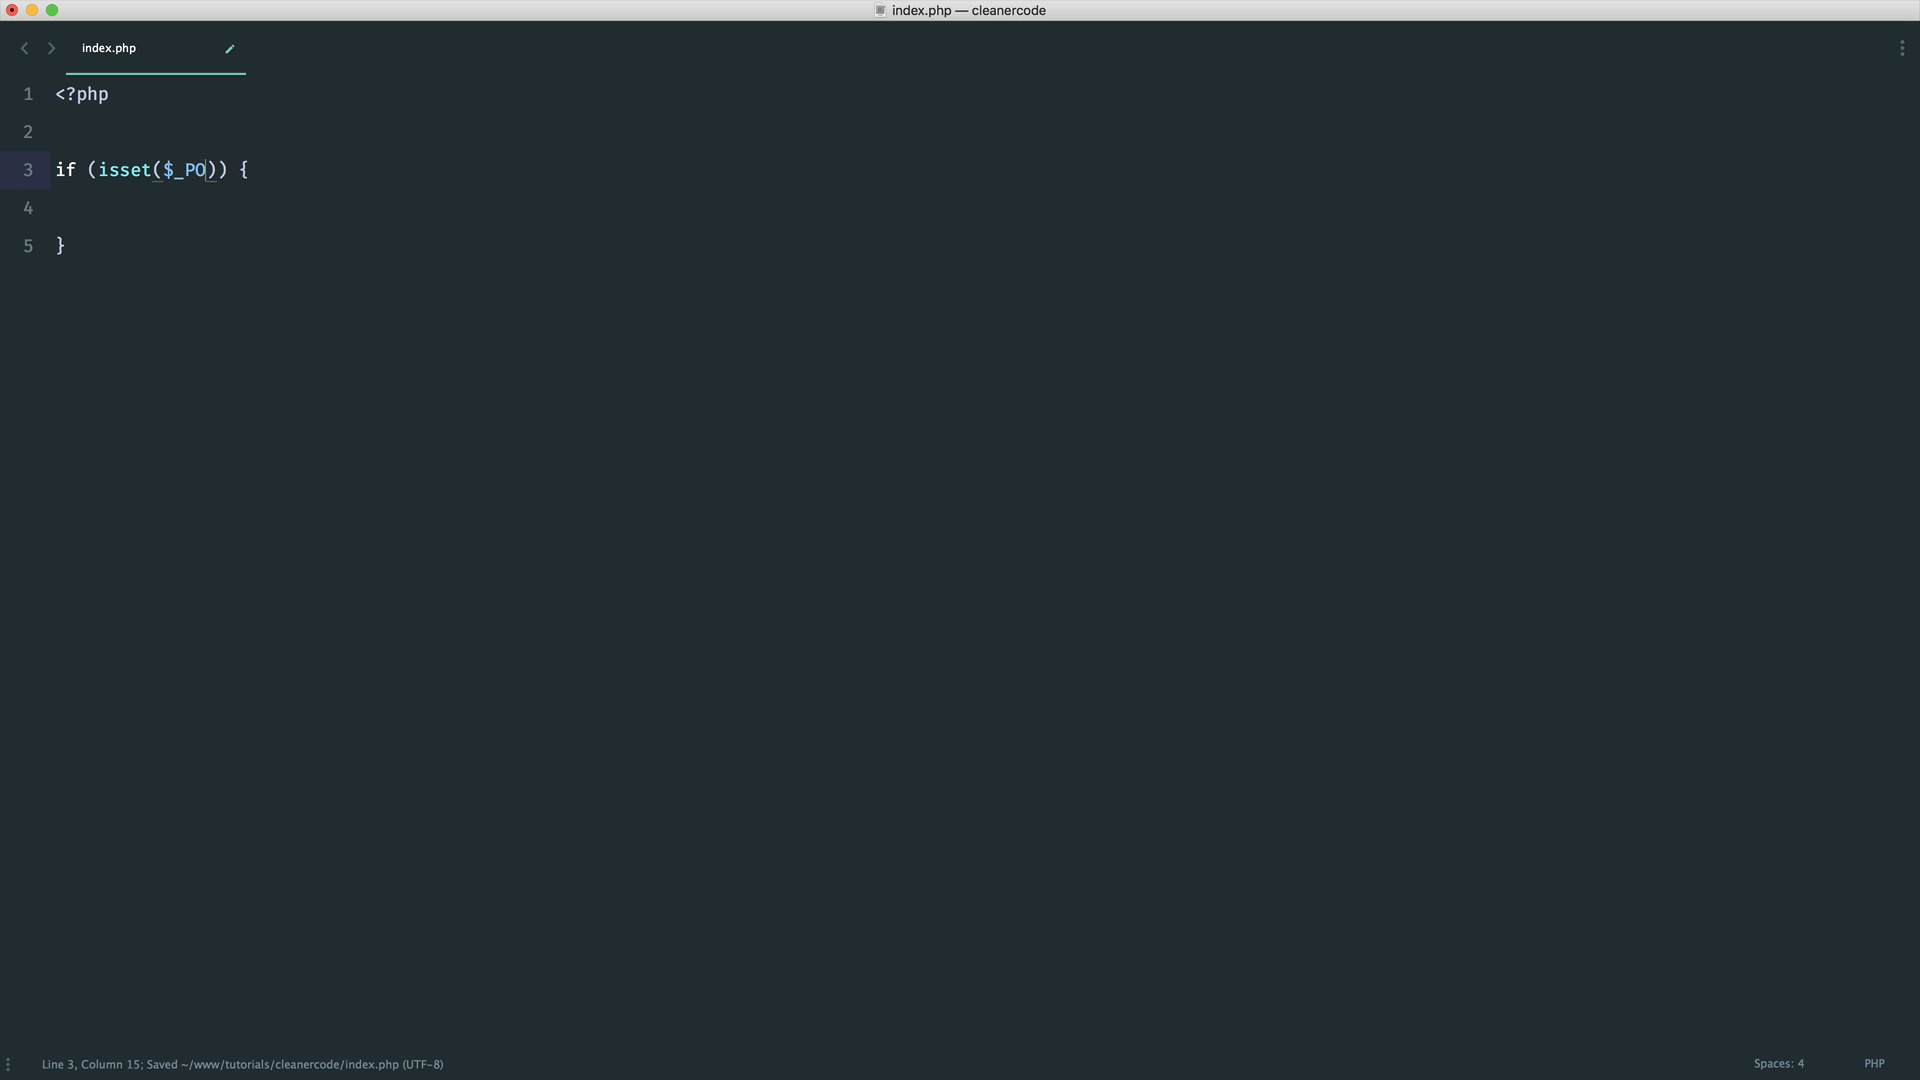 index.php — cleanercode
index.php
1 <?php
2
3 if (isset($_PO)) {
4
5 }
Line 3, Column 15; Saved ~/www/tutorials/cleanercode/index.php (UTF-8)
Spaces: 4
PHP